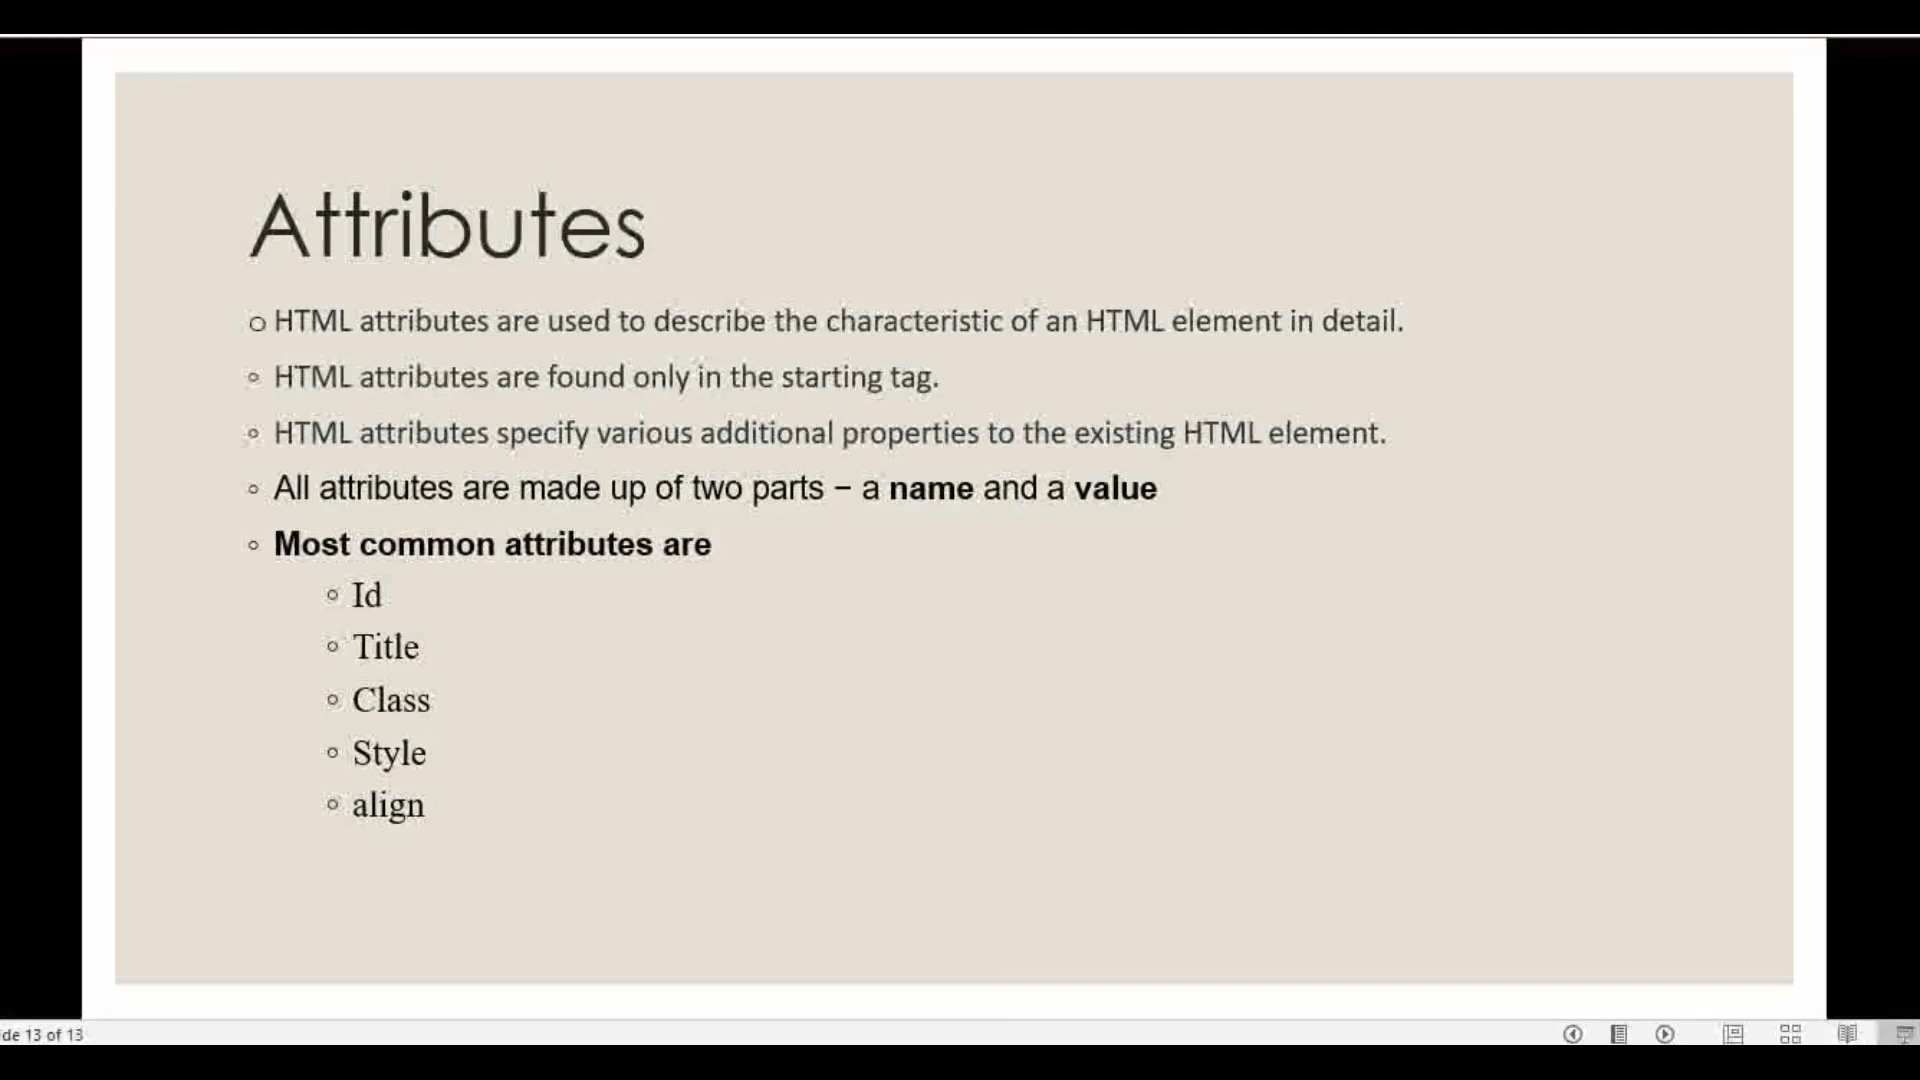 Attributes
HTML attributes are used to describe the characteristic of an HTML element in detail.
HTML attributes are found only in the starting tag.
HTML attributes specify various additional properties to the existing HTML element.
All attributes are made up of two parts – a name and a value
Most common attributes are
Id
Title
Class
Style
align
de 13 of 13